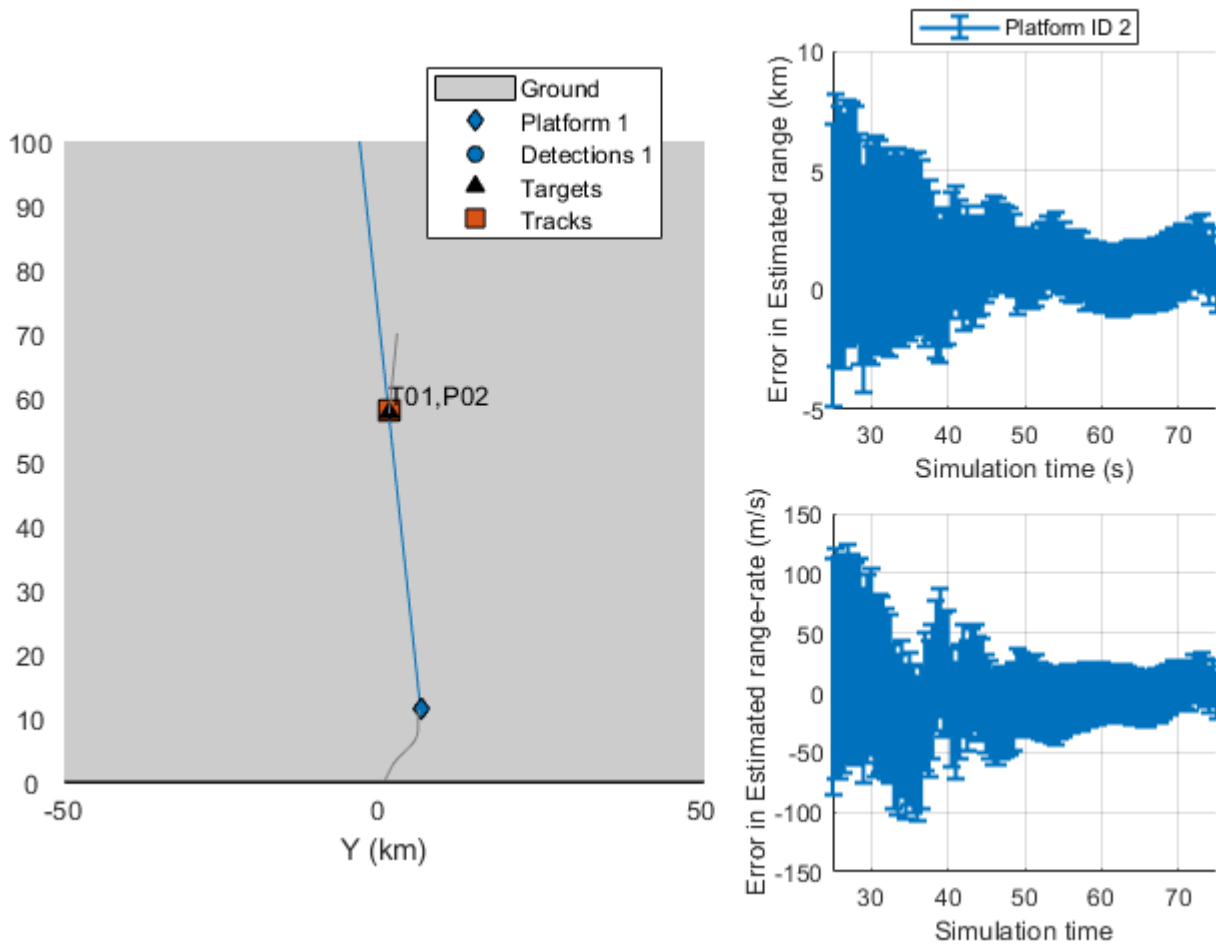 Ground
Platform 1
Detections 1
Targets
Tracks
100
90
80
70
60
50
40
30
20
10
0
T01,P02
-50
0
50
Y (km)
Platform ID 2
Error in Estimated range (km)
10
5
0
-5
30
40
50
60
70
Simulation time (s)
Error in Estimated range-rate (m/s)
150
100
50
0
-50
-100
-150
30
40
50
60
70
Simulation time